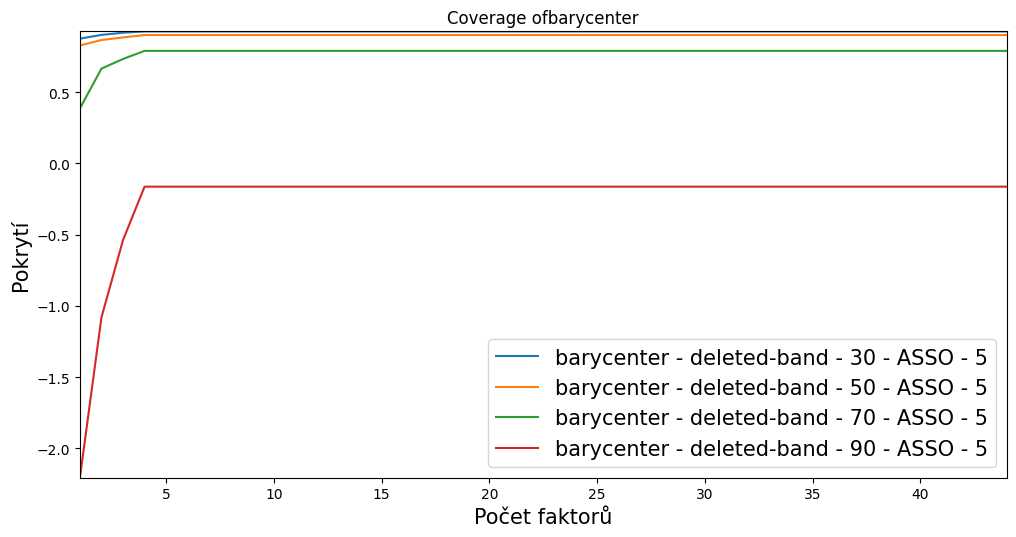 Coverage ofbarycenter
Pokrytí
0.5
0.0
−0.5
−1.0
−1.5
−2.0
barycenter - deleted-band - 30 - ASSO - 5
barycenter - deleted-band - 50 - ASSO - 5
barycenter - deleted-band - 70 - ASSO - 5
barycenter - deleted-band - 90 - ASSO - 5
5 10 15 20 25 30 35 40
Počet faktorů